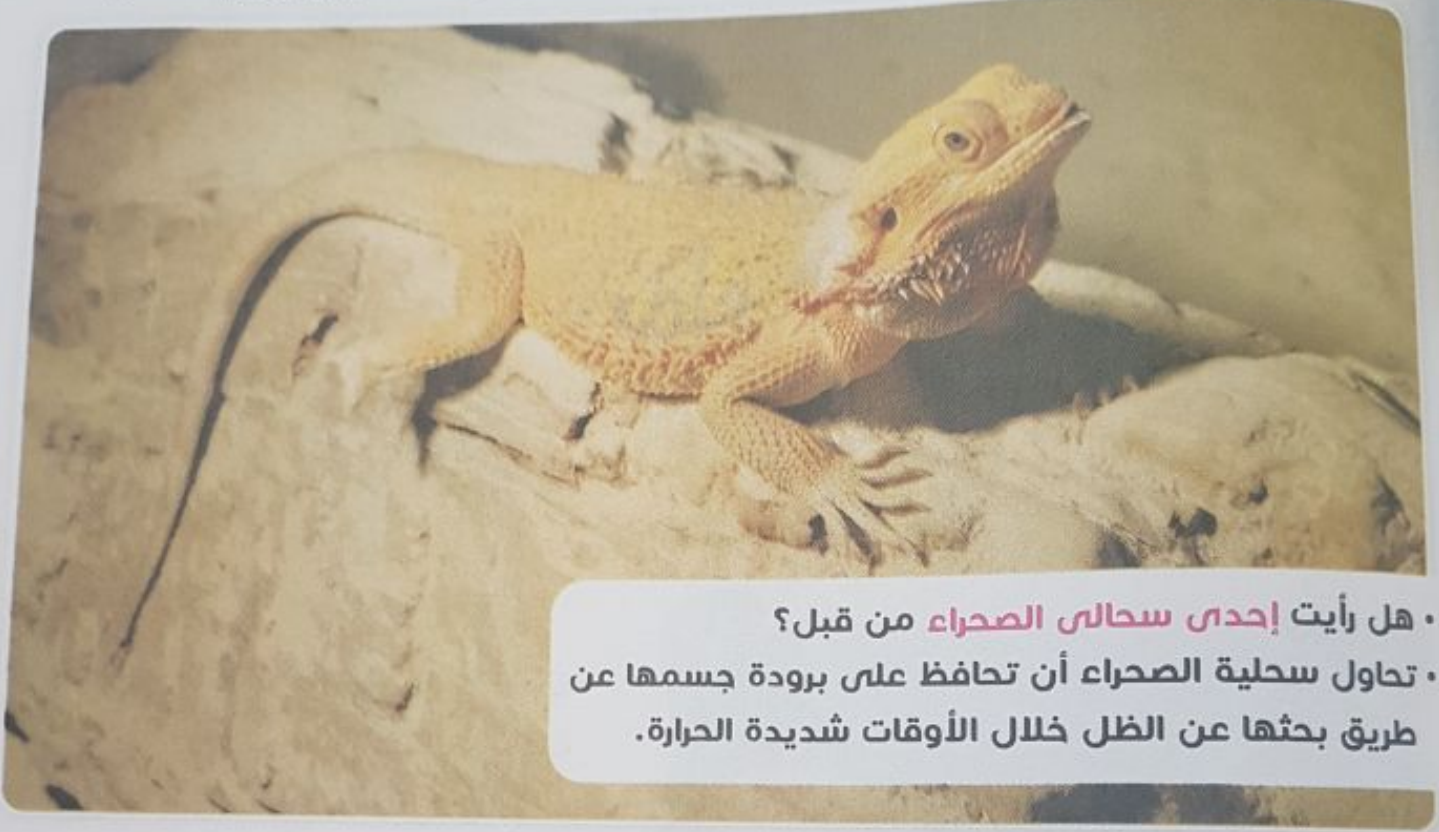 • هل رأيت إحدى سحالى الصحراء من قبل؟
• تحاول سحلية الصحراء أن تحافظ على برودة جسمها عن
طريق بحثها عن الظل خلال الأوقات شديدة الحرارة.